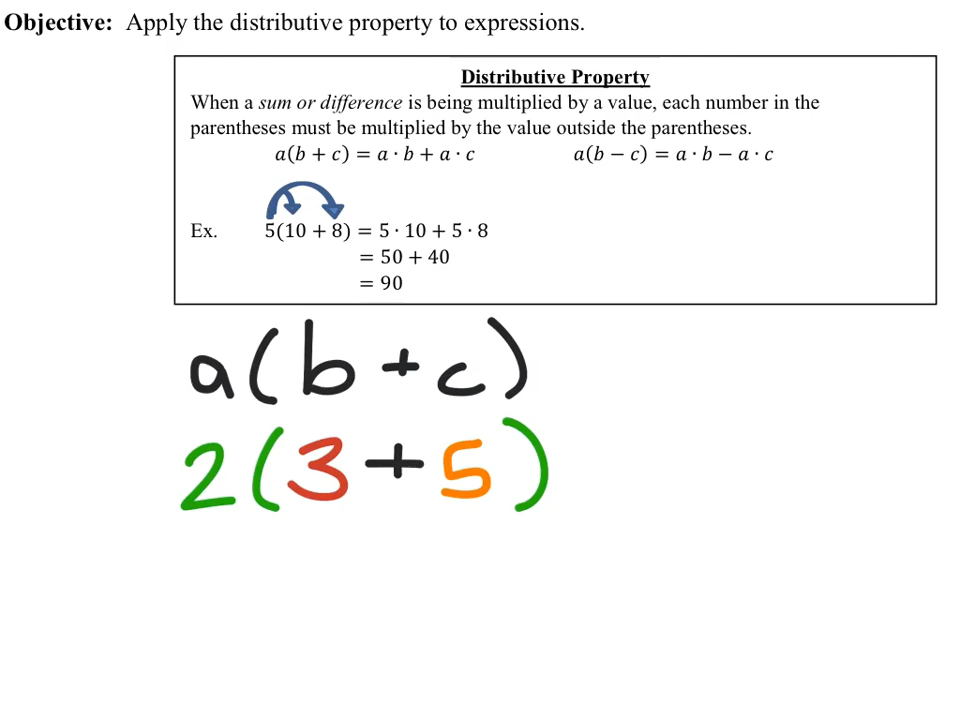 Objective: Apply the distributive property to expressions.
Distributive Property
When a sum or difference is being multiplied by a value, each number in the
parentheses must be multiplied by the value outside the parentheses.
a(b + c) = a · b + a · c a(b − c) = a · b − a · c
Ex. 5(10 + 8) = 5 · 10 + 5 · 8
= 50 + 40
= 90
a(b+c)
2(3+5)